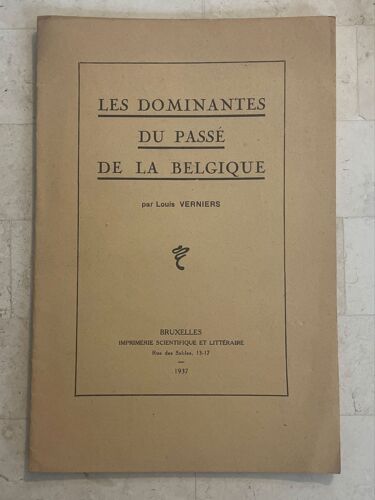 LES DOMINANTES
DU PASSÉ
DE LA BELGIQUE
par Louis VERNIERS
BRUXELLES
IMPRIMERIE SCIENTIFIQUE ET LITTÉRAIRE
Rue des Sables, 15-17
1937